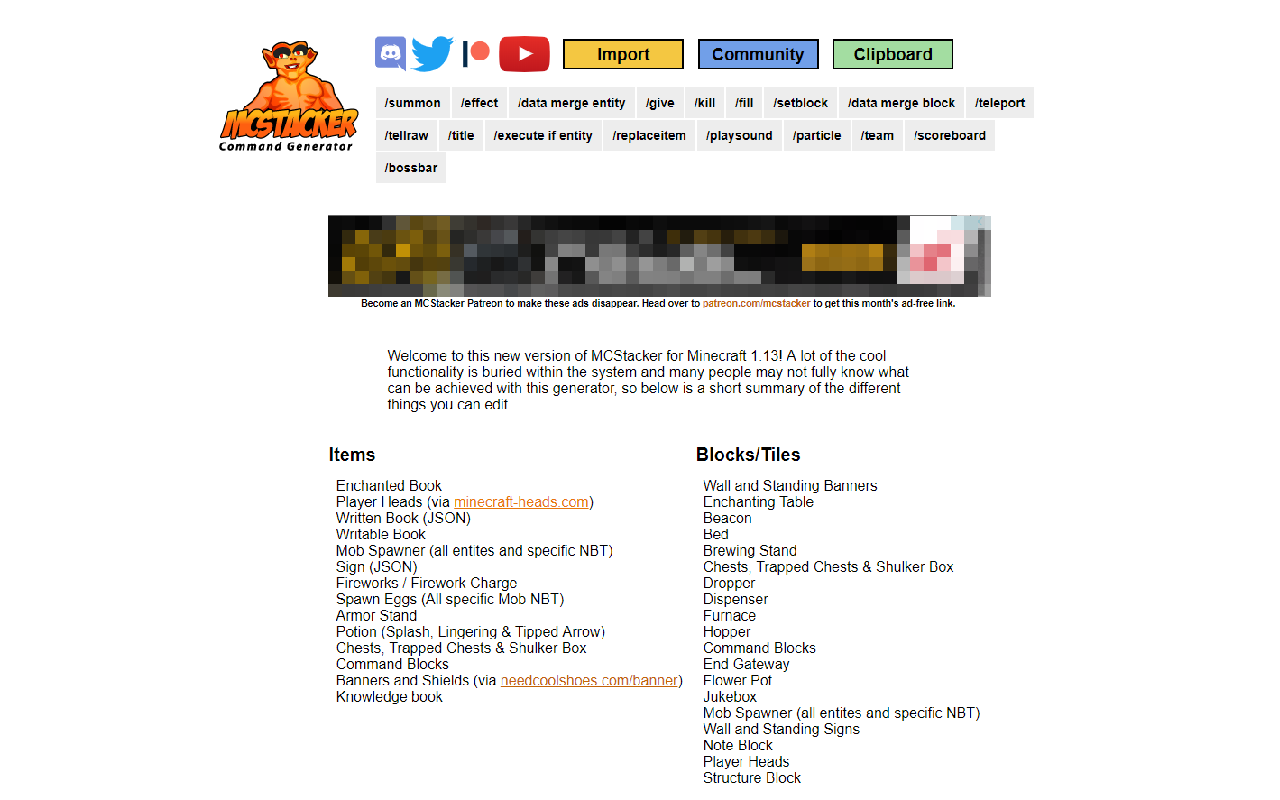 MCSTACKER
Command Generator
Import
Community
Clipboard
/summon /effect /data merge entity /give /kill /fill /setblock /data merge block /teleport
/tellraw /title /execute if entity /replaceitem /playsound /particle /team /scoreboard
/bossbar
Become an MCStacker Patreon to make these ads disappear. Head over to patreon.com/mcstacker to get this month's ad-free link.
Welcome to this new version of MCStacker for Minecraft 1.13! A lot of the cool
functionality is buried within the system and many people may not fully know what
can be achieved with this generator, so below is a short summary of the different
things you can edit
Items
Enchanted Book
Player Heads (via minecraft-heads.com)
Written Book (JSON)
Writable Book
Mob Spawner (all entites and specific NBT)
Sign (JSON)
Fireworks / Firework Charge
Spawn Eggs (All specific Mob NBT)
Armor Stand
Potion (Splash, Lingering & Tipped Arrow)
Chests, Trapped Chests & Shulker Box
Command Blocks
Banners and Shields (via needcoolshoes.com/banner)
Knowledge book
Blocks/Tiles
Wall and Standing Banners
Enchanting Table
Beacon
Bed
Brewing Stand
Chests, Trapped Chests & Shulker Box
Dropper
Dispenser
Furnace
Hopper
Command Blocks
End Gateway
Flower Pot
Jukebox
Mob Spawner (all entites and specific NBT)
Wall and Standing Signs
Note Block
Player Heads
Structure Block